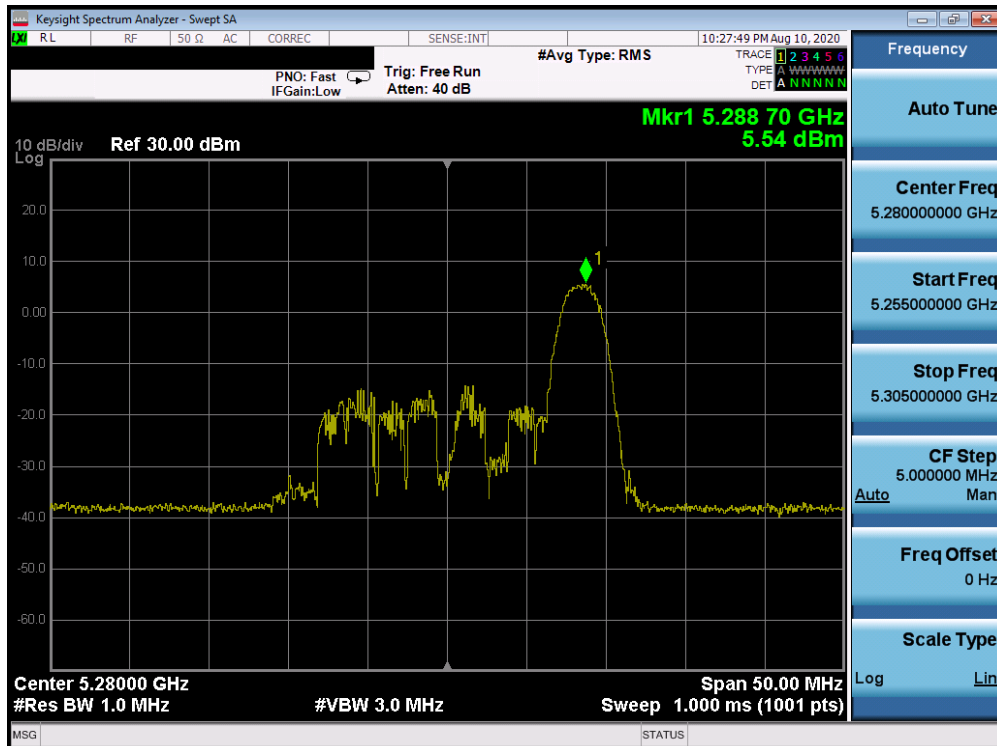 Keysight Spectrum Analyzer - Swept SA
LXI RL RF 50 Ω AC CORREC SENSE:INT 10:27:49 PM Aug 10, 2020
#Avg Type: RMS
TRACE 1 2 3 4 5 6
PNO: Fast Trig: Free Run
TYPE A WWWWW
IFGain:Low Atten: 40 dB
DET A N N N N N
Mkr1 5.288 70 GHz
5.54 dBm
10 dB/div Ref 30.00 dBm
Log
20.0
10.0
1
0.00
-10.0
-20.0
-30.0
-40.0
-50.0
-60.0
Center 5.28000 GHz Span 50.00 MHz
#Res BW 1.0 MHz #VBW 3.0 MHz Sweep 1.000 ms (1001 pts)
MSG STATUS
Frequency
Auto Tune
Center Freq
5.280000000 GHz
Start Freq
5.255000000 GHz
Stop Freq
5.305000000 GHz
CF Step
5.000000 MHz
Auto Man
Freq Offset
0 Hz
Scale Type
Log Lin